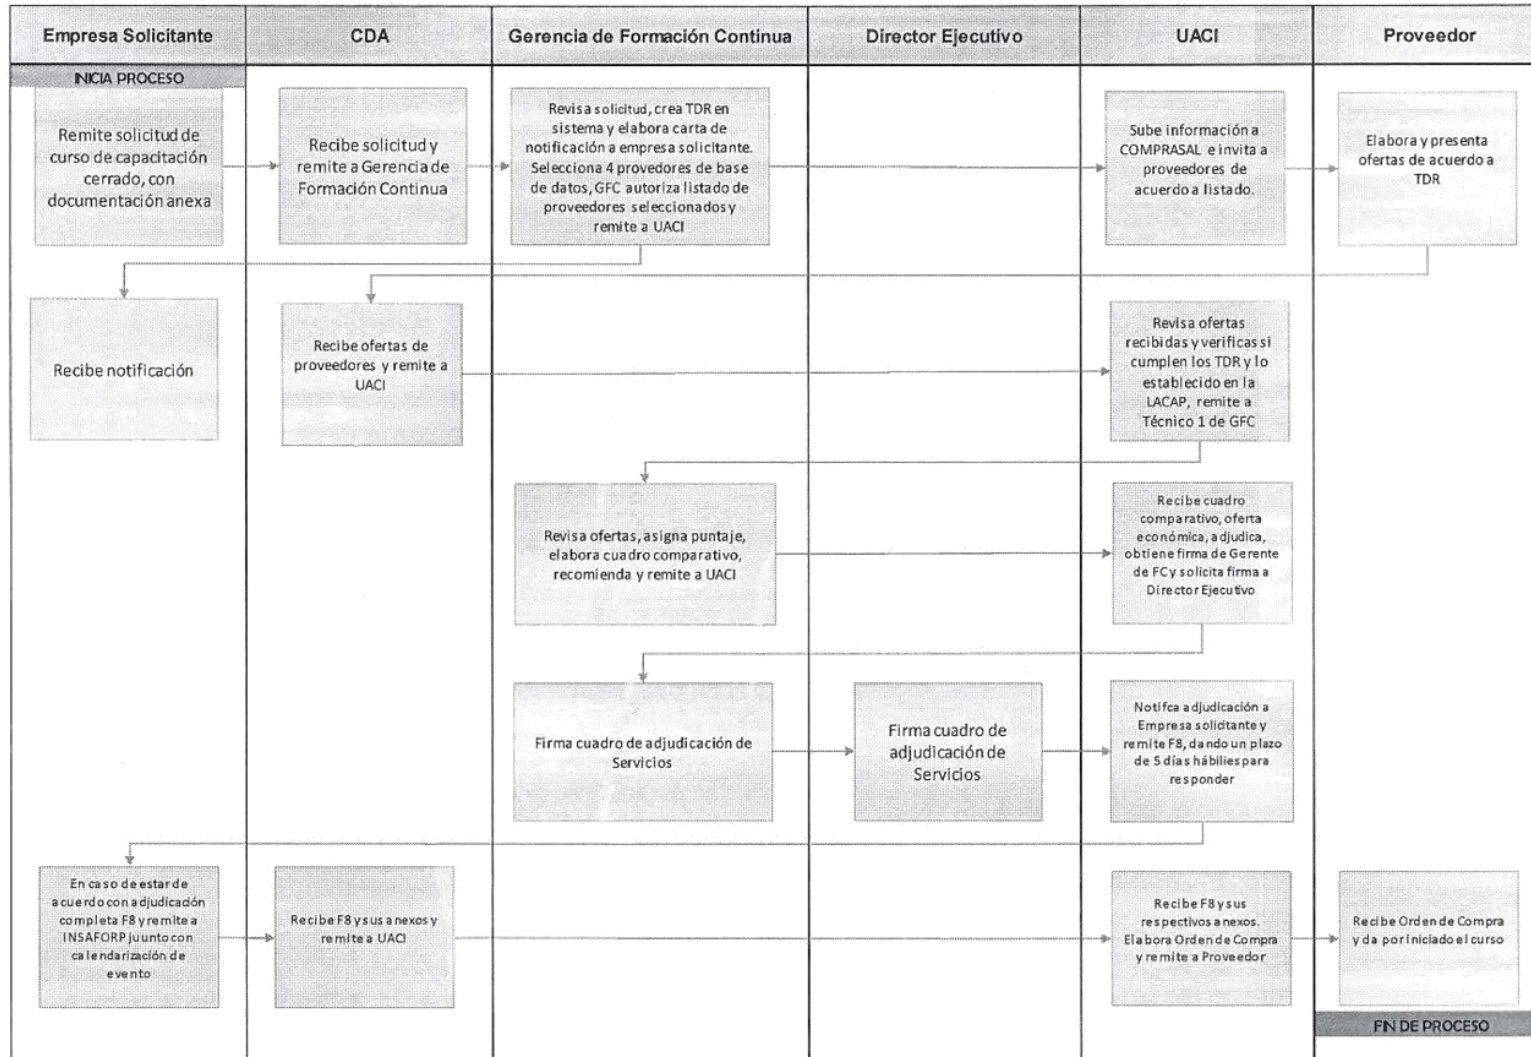 Empresa Solicitante
CDA
Gerencia de Formación Continua
Director Ejecutivo
UACI
Proveedor
INICIA PROCESO
Remite solicitud de
curso de capacitación
cerrado, con
documentación anexa
Recibe solicitud y
remite a Gerencia de
Formación Continua
Revisa solicitud, crea TDR en
sistema y elabora carta de
notificación a empresa solicitante.
Selecciona 4 provedores de base
de datos, GFC autoriza listado de
proveedores seleccionados y
remite a UACI
Sube información a
COMPRASAL e invita a
proveedores de
acuerdo a listado.
Elabora y presenta
ofertas de acuerdo a
TDR
Recibe notificación
Recibe ofertas de
proveedores y remite a
UACI
Revisa ofertas
recibidas y verificas si
cumplen los TDR y lo
establecido en la
LACAP, remite a
Técnico 1 de GFC
Revisa ofertas, asigna puntaje,
elabora cuadro comparativo,
recomienda y remite a UACI
Recibe cuadro
comparativo, oferta
económica, adjudica,
obtiene firma de Gerente
de FC y solicita firma a
Director Ejecutivo
Firma cuadro de adjudicación de
Servicios
Firma cuadro de
adjudicación de
Servicios
Notifca adjudicación a
Empresa solicitante y
remite F8, dando un plazo
de 5 días hábilies para
responder
En caso de estar de
acuerdo con adjudicación
completa F8 y remite a
INSAFORP juunto con
calendarización de
evento
Recibe F8 y sus anexos y
remite a UACI
Recibe F8 y sus
respectivos anexos.
Elabora Orden de Compra
y remite a Proveedor
Recibe Orden de Compra
y da por iniciado el curso
FIN DE PROCESO